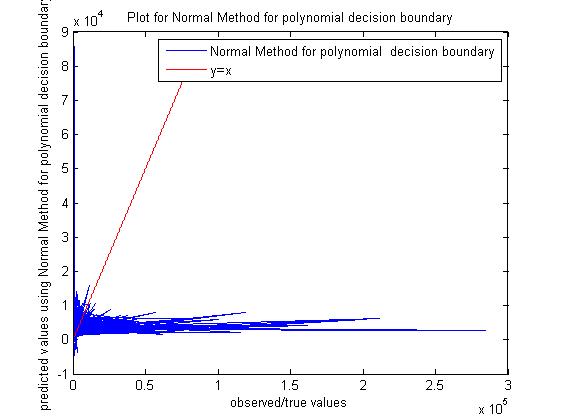 Plot for Normal Method for polynomial decision boundary
x 10^4
Normal Method for polynomial decision boundary
y=x
predicted values using Normal Method for polynomial decision boundary
9
8
7
6
5
4
3
2
1
0
-1
0 0.5 1 1.5 2 2.5 3
observed/true values
x 10^5